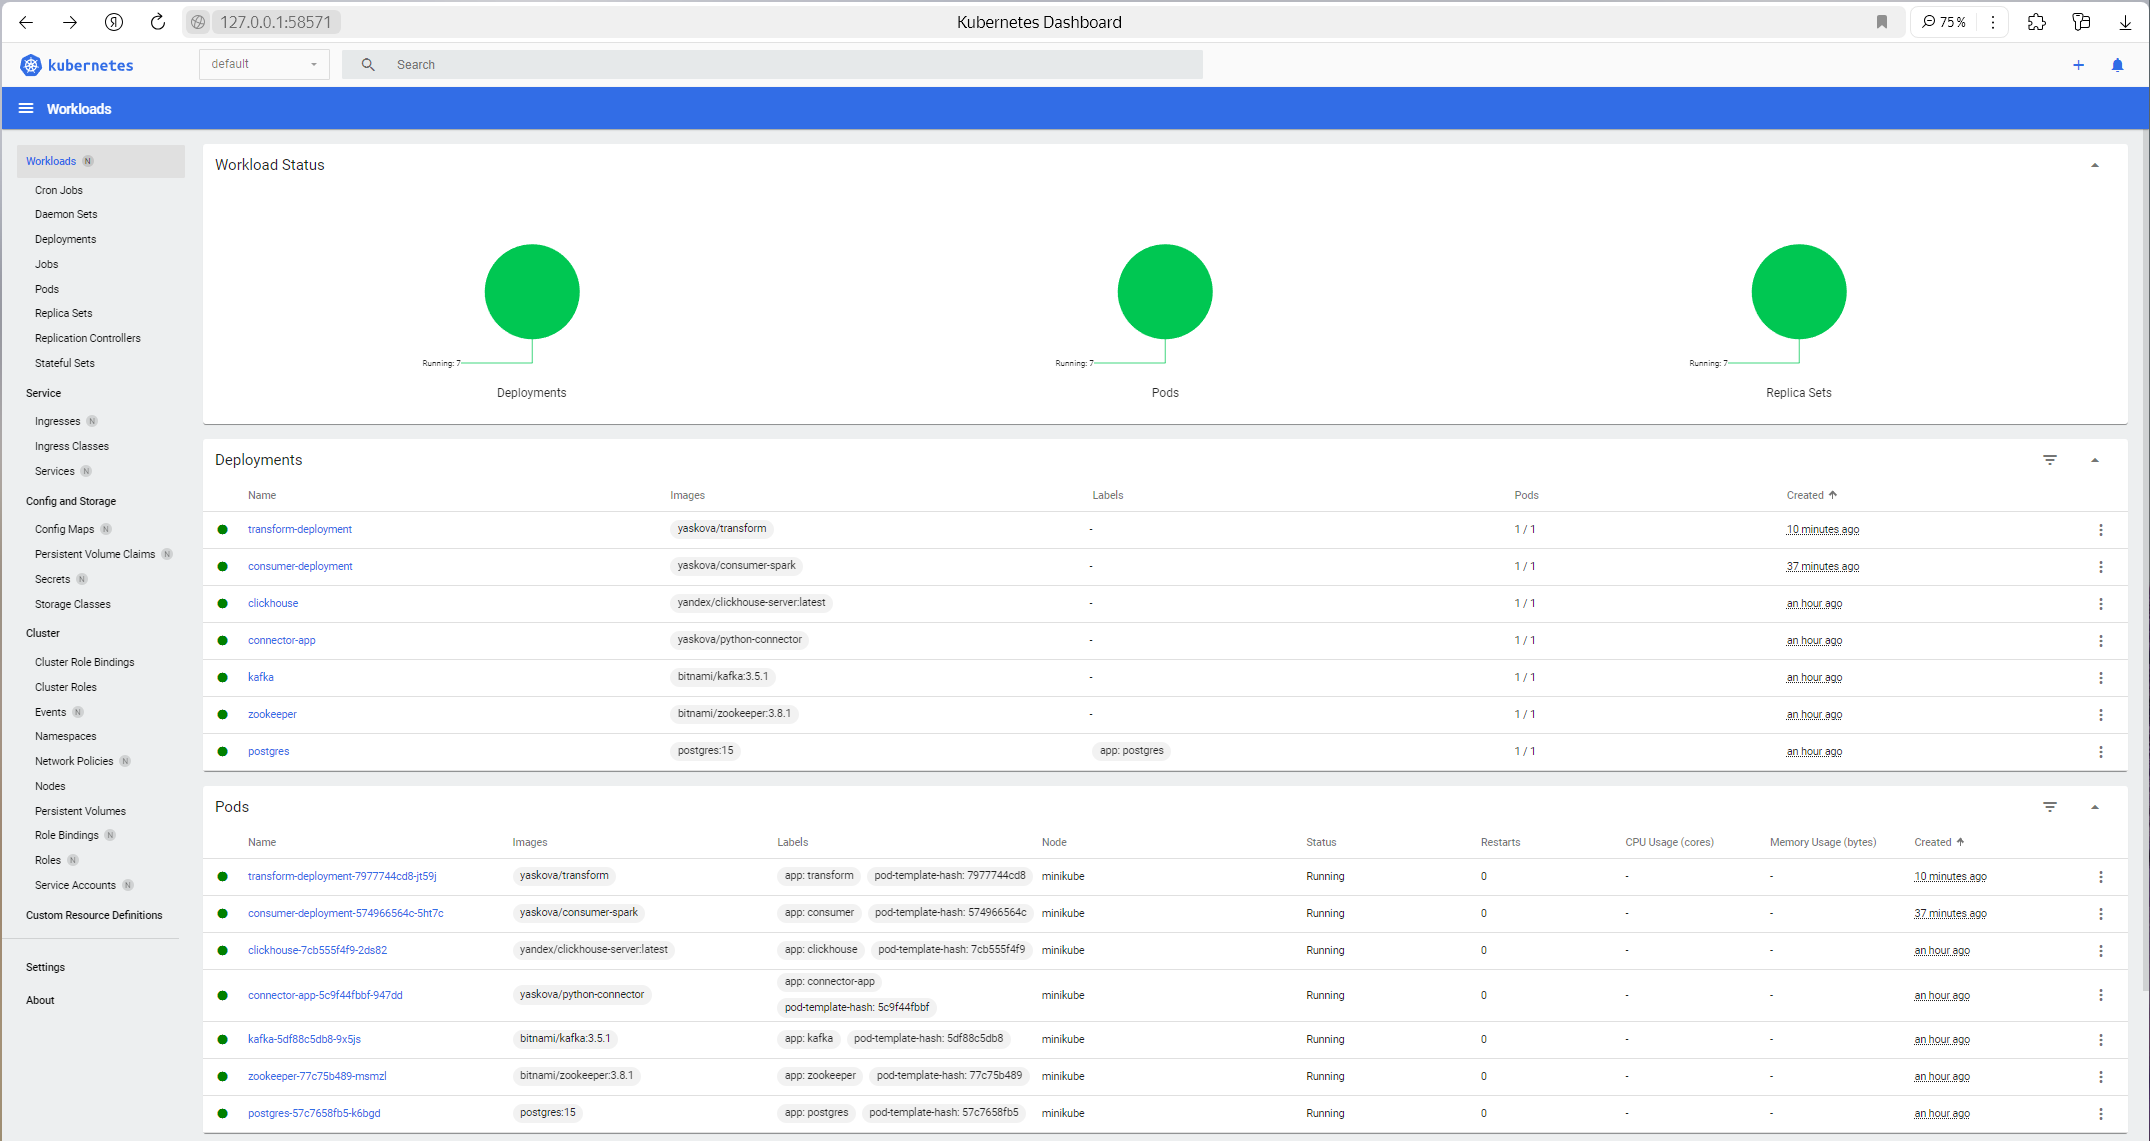 127.0.0.1:58571 Kubernetes Dashboard 75 %
kubernetes default Search
Workloads
Workloads N
Cron Jobs
Daemon Sets
Deployments
Jobs
Pods
Replica Sets
Replication Controllers
Stateful Sets
Service
Ingresses N
Ingress Classes
Services N
Config and Storage
Config Maps N
Persistent Volume Claims N
Secrets N
Storage Classes
Cluster
Cluster Role Bindings
Cluster Roles
Events N
Namespaces
Network Policies N
Nodes
Persistent Volumes
Role Bindings N
Roles N
Service Accounts N
Custom Resource Definitions
Settings
About
Workload Status
Running: 7 Running: 7 Running: 7
Deployments Pods Replica Sets
Deployments
Name Images Labels Pods Created
transform-deployment yaskova/transform - 1 / 1 10 minutes ago
consumer-deployment yaskova/consumer-spark - 1 / 1 37 minutes ago
clickhouse yandex/clickhouse-server:latest - 1 / 1 an hour ago
connector-app yaskova/python-connector - 1 / 1 an hour ago
kafka bitnami/kafka:3.5.1 - 1 / 1 an hour ago
zookeeper bitnami/zookeeper:3.8.1 - 1 / 1 an hour ago
postgres postgres:15 app: postgres 1 / 1 an hour ago
Pods
Name Images Labels Node Status Restarts CPU Usage (cores) Memory Usage (bytes) Created
transform-deployment-7977744cd8-jt59j yaskova/transform app: transform pod-template-hash: 7977744cd8 minikube Running 0 - - 10 minutes ago
consumer-deployment-574966564c-5ht7c yaskova/consumer-spark app: consumer pod-template-hash: 574966564c minikube Running 0 - - 37 minutes ago
clickhouse-7cb555f4f9-2ds82 yandex/clickhouse-server:latest app: clickhouse pod-template-hash: 7cb555f4f9 minikube Running 0 - - an hour ago
connector-app-5c9f44fbbf-947dd yaskova/python-connector app: connector-app pod-template-hash: 5c9f44fbbf minikube Running 0 - - an hour ago
kafka-5df88c5db8-9x5js bitnami/kafka:3.5.1 app: kafka pod-template-hash: 5df88c5db8 minikube Running 0 - - an hour ago
zookeeper-77c75b489-msmzl bitnami/zookeeper:3.8.1 app: zookeeper pod-template-hash: 77c75b489 minikube Running 0 - - an hour ago
postgres-57c7658fb5-k6bgd postgres:15 app: postgres pod-template-hash: 57c7658fb5 minikube Running 0 - - an hour ago